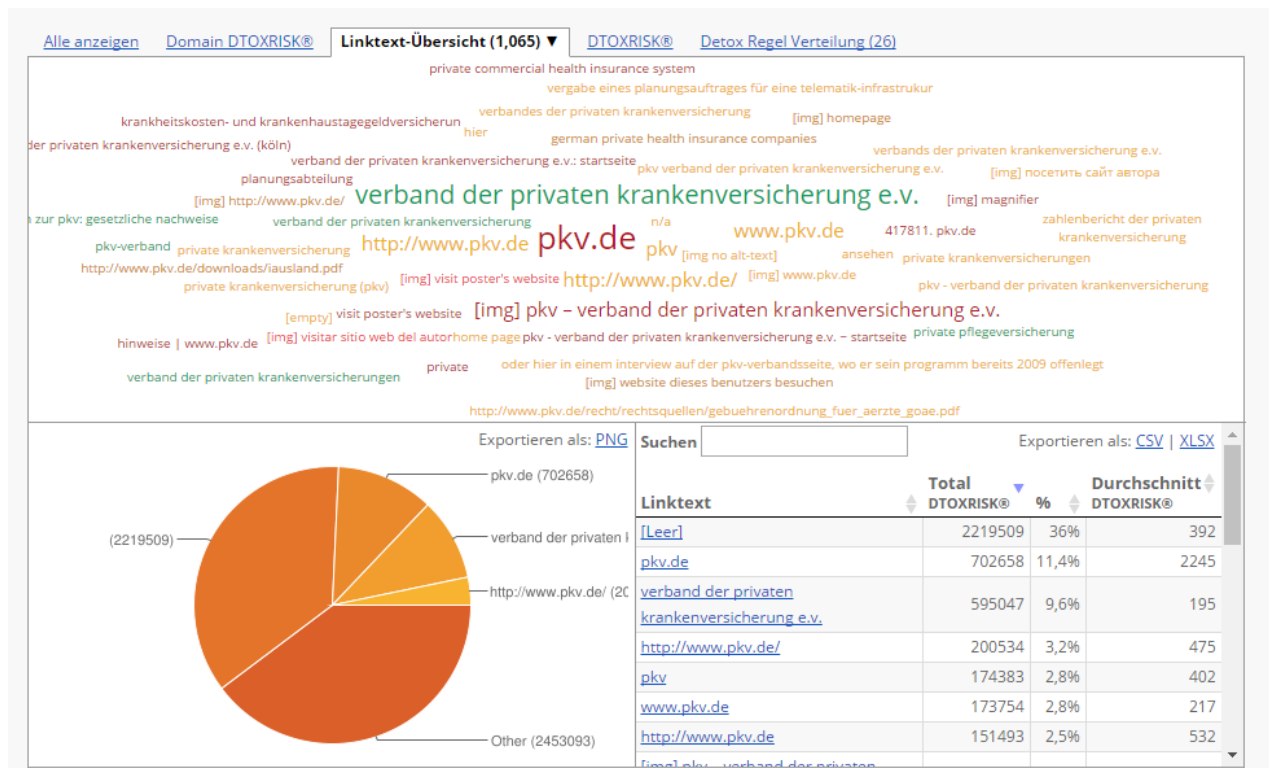 Alle anzeigen Domain DTOXRISK® Linktext-Übersicht (1,065) ▼ DTOXRISK® Detox Regel Verteilung (26)
private commercial health insurance system
vergabe eines planungsauftrages für eine telematik-infrastrukur
verbandes der privaten krankenversicherung
krankheitskosten- und krankenhaustagegeldversicherun
[img] homepage
hier
german private health insurance companies
der privaten krankenversicherung e.v. (köln)
verbands der privaten krankenversicherung e.v.
verband der privaten krankenversicherung e.v.: startseite
pkv verband der privaten krankenversicherung e.v.
[img] посетить сайт автора
planungsabteilung
verband der privaten krankenversicherung e.v.
[img] http://www.pkv.de/
[img] magnifier
zur pkv: gesetzliche nachweise
verband der privaten krankenversicherung
n/a
zahlenbericht der privaten
krankenversicherung
www.pkv.de
417811. pkv.de
pkv.de
pkv-verband
private krankenversicherung
http://www.pkv.de
pkv
[img no alt-text]
ansehen
private krankenversicherungen
http://www.pkv.de/downloads/iausland.pdf
[img] visit poster's website
http://www.pkv.de/
[img] www.pkv.de
private krankenversicherung (pkv)
pkv - verband der privaten krankenversicherung
[empty]
visit poster's website
[img] pkv – verband der privaten krankenversicherung e.v.
hinweise | www.pkv.de
[img] visitar sitio web del autor
home page
pkv - verband der privaten krankenversicherung e.v. − startseite
private pflegeversicherung
verband der privaten krankenversicherungen
private
oder hier in einem interview auf der pkv-verbandsseite, wo er sein programm bereits 2009 offenlegt
[img] website dieses benutzers besuchen
http://www.pkv.de/recht/rechtsquellen/gebuehrenordnung_fuer_aerzte_goae.pdf
Exportieren als: PNG
pkv.de (702658)
(2219509)
verband der privaten
http://www.pkv.de/ (20
Other (2453093)
Suchen
Exportieren als: CSV | XLSX
Linktext Total DTOXRISK® % Durchschnitt DTOXRISK®
[Leer] 2219509 36% 392
pkv.de 702658 11,4% 2245
verband der privaten
krankenversicherung e.v. 595047 9,6% 195
http://www.pkv.de/ 200534 3,2% 475
pkv 174383 2,8% 402
www.pkv.de 173754 2,8% 217
http://www.pkv.de 151493 2,5% 532
[img] pkv – verband der privaten